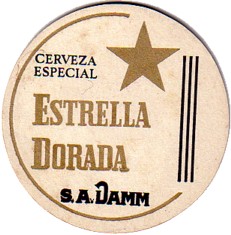 CERVEZA
ESPECIAL
ESTRELLA
DORADA
S.A. DAMM